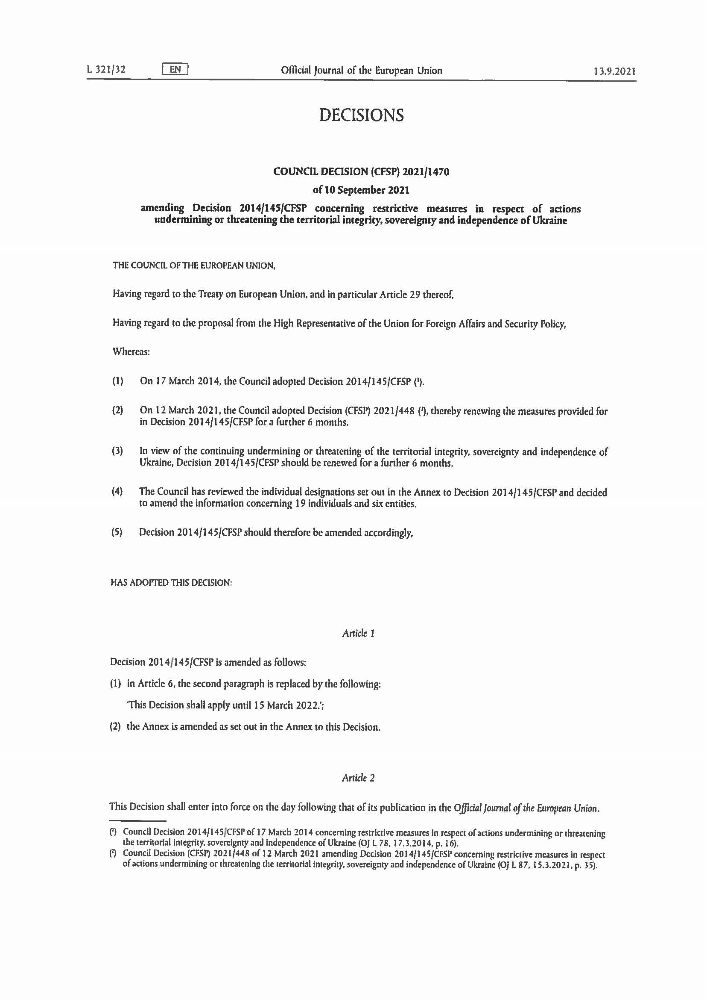 L 321/32 EN Official Journal of the European Union 13.9.2021
DECISIONS
COUNCIL DECISION (CFSP) 2021/1470
of 10 September 2021
amending Decision 2014/145/CFSP concerning restrictive measures in respect of actions
undermining or threatening the territorial integrity, sovereignty and independence of Ukraine
THE COUNCIL OF THE EUROPEAN UNION,
Having regard to the Treaty on European Union, and in particular Article 29 thereof,
Having regard to the proposal from the High Representative of the Union for Foreign Affairs and Security Policy,
Whereas:
(1) On 17 March 2014, the Council adopted Decision 2014/145/CFSP (¹).
(2) On 12 March 2021, the Council adopted Decision (CFSP) 2021/448 (²), thereby renewing the measures provided for
in Decision 2014/145/CFSP for a further 6 months.
(3) In view of the continuing undermining or threatening of the territorial integrity, sovereignty and independence of
Ukraine, Decision 2014/145/CFSP should be renewed for a further 6 months.
(4) The Council has reviewed the individual designations set out in the Annex to Decision 2014/145/CFSP and decided
to amend the information concerning 19 individuals and six entities.
(5) Decision 2014/145/CFSP should therefore be amended accordingly,
HAS ADOPTED THIS DECISION:
Article 1
Decision 2014/145/CFSP is amended as follows:
(1) in Article 6, the second paragraph is replaced by the following:
‘This Decision shall apply until 15 March 2022.’;
(2) the Annex is amended as set out in the Annex to this Decision.
Article 2
This Decision shall enter into force on the day following that of its publication in the Official Journal of the European Union.
(¹) Council Decision 2014/145/CFSP of 17 March 2014 concerning restrictive measures in respect of actions undermining or threatening
the territorial integrity, sovereignty and independence of Ukraine (OJ L 78, 17.3.2014, p. 16).
(²) Council Decision (CFSP) 2021/448 of 12 March 2021 amending Decision 2014/145/CFSP concerning restrictive measures in respect
of actions undermining or threatening the territorial integrity, sovereignty and independence of Ukraine (OJ L 87, 15.3.2021, p. 35).